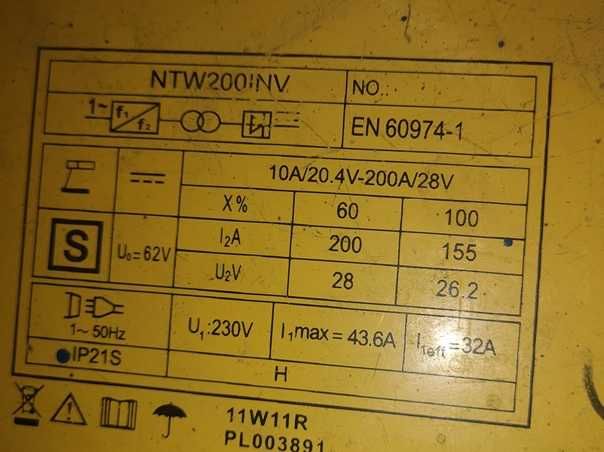 NTW200INV
NO.:
1~ f1 f2
EN 60974-1
10A/20.4V-200A/28V
X% 60 100
S U₀=62V I₂A 200 155
U₂V 28 26.2
1~ 50Hz U₁:230V I₁max = 43.6A I₁eff=32A
IP21S H
11W11R
PL003891